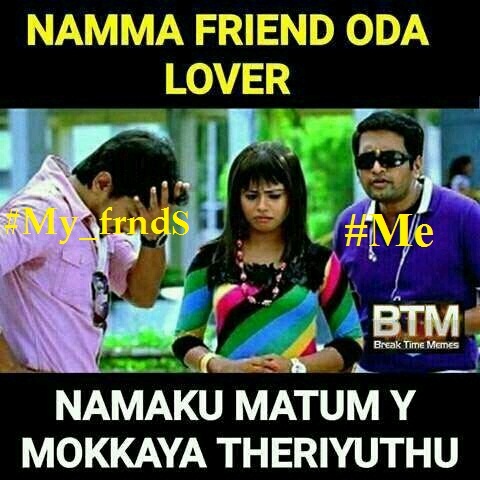 NAMMA FRIEND ODA
LOVER
#My_frndS
#Me
BTM
Break Time Memes
NAMAKU MATUM Y
MOKKAYA THERIYUTHU